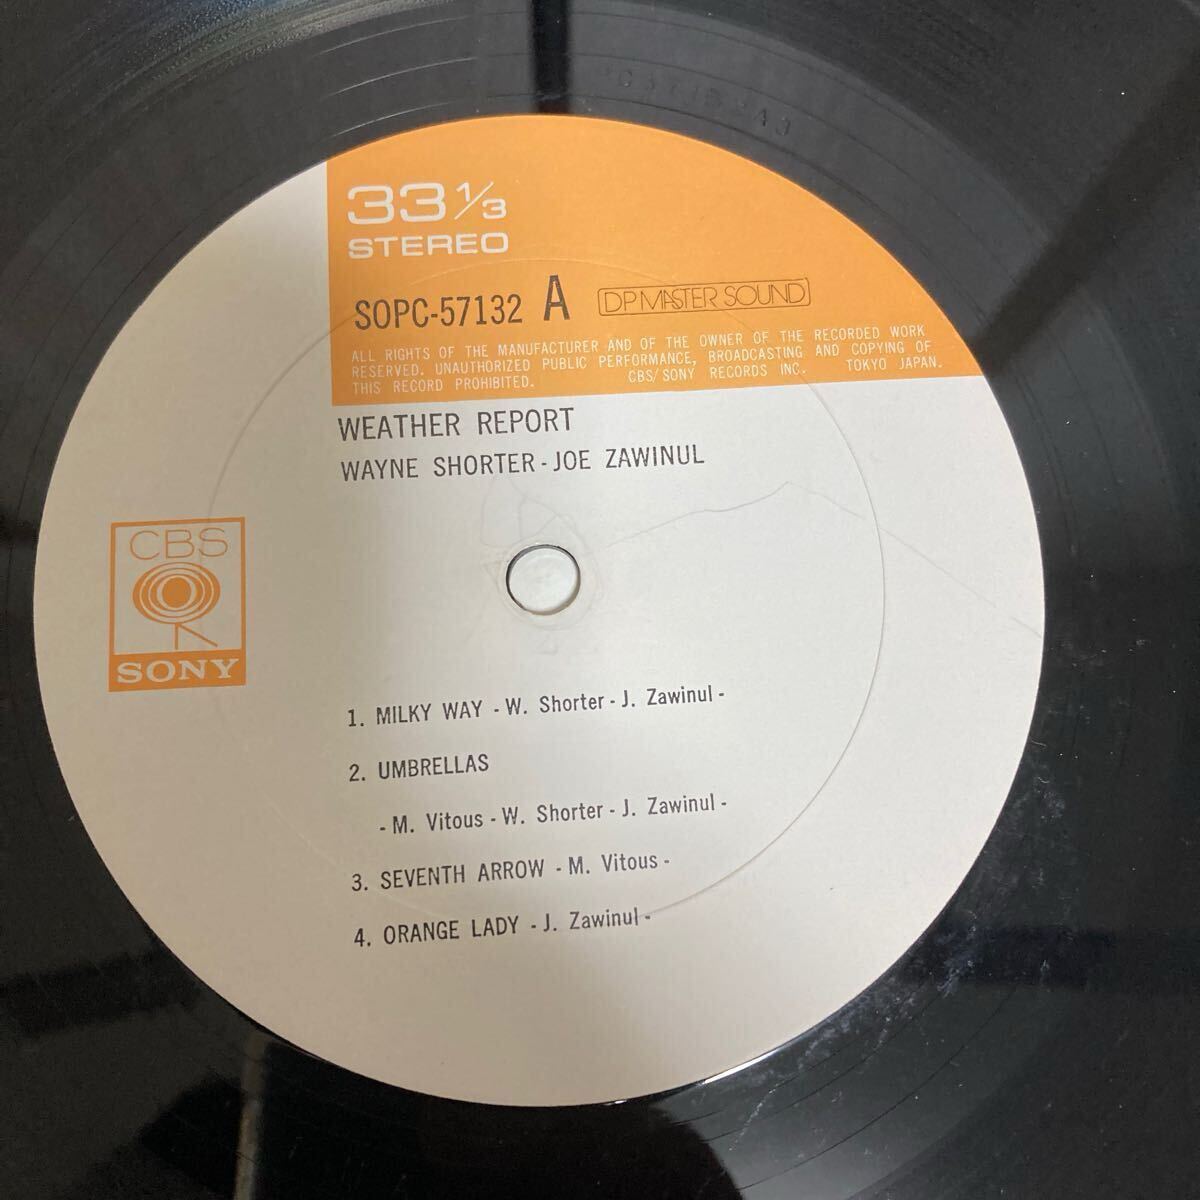 33 1/3
STEREO
SOPC-57132 A DP MASTER SOUND
ALL RIGHTS OF THE MANUFACTURER AND OF THE OWNER OF THE RECORDED WORK
RESERVED. UNAUTHORIZED PUBLIC PERFORMANCE, BROADCASTING AND COPYING OF
THIS RECORD PROHIBITED. CBS/SONY RECORDS INC. TOKYO JAPAN.
WEATHER REPORT
WAYNE SHORTER - JOE ZAWINUL
CBS
SONY
1. MILKY WAY - W. Shorter - J. Zawinul -
2. UMBRELLAS
- M. Vitous - W. Shorter - J. Zawinul -
3. SEVENTH ARROW - M. Vitous -
4. ORANGE LADY - J. Zawinul -